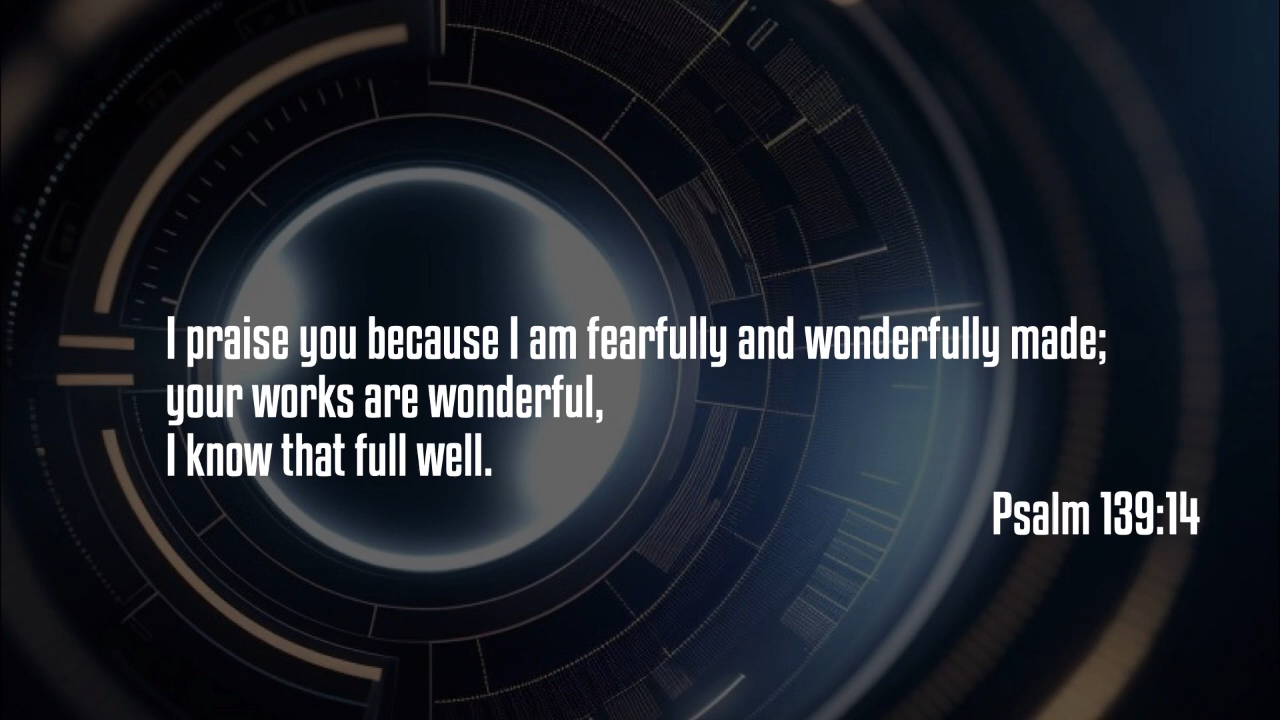 I praise you because I am fearfully and wonderfully made;
your works are wonderful,
I know that full well.
Psalm 139:14